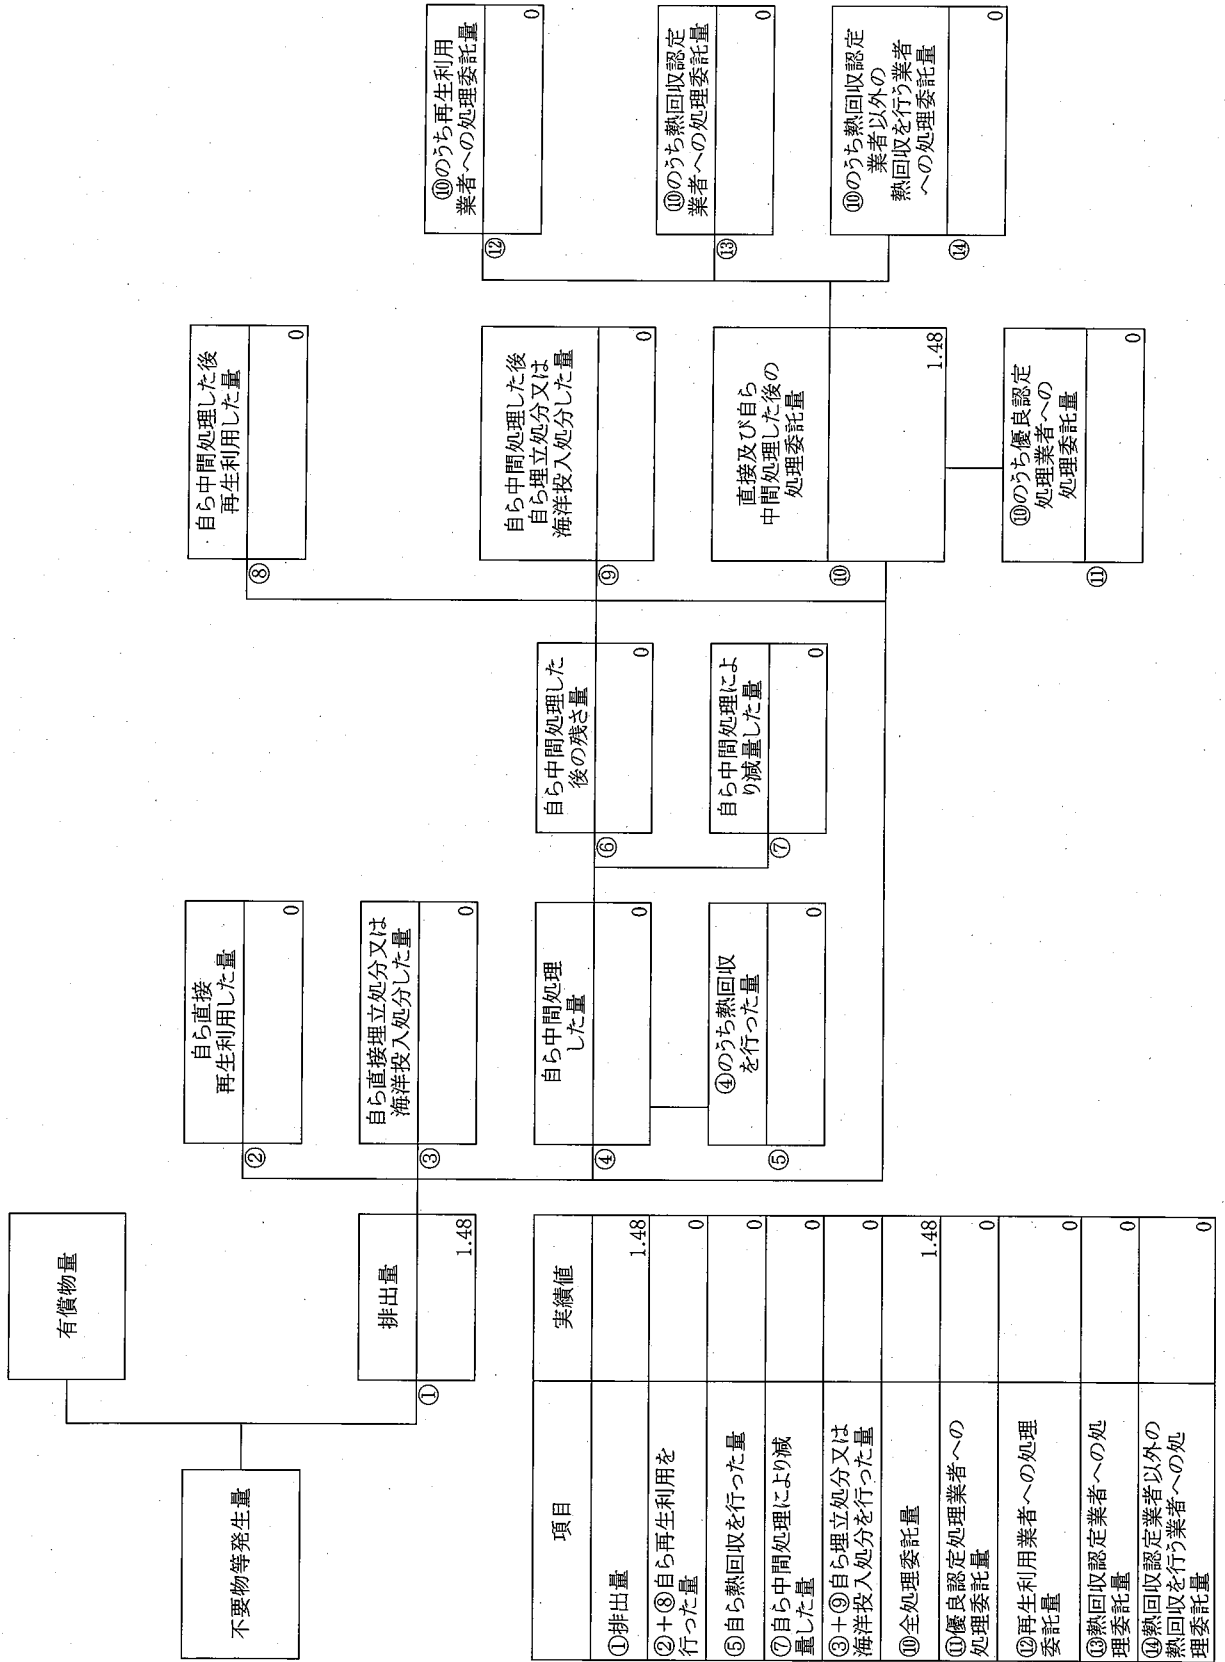 不要物等発生量
有償物量
排出量
①
1.48
自ら直接
再生利用した量
②
0
自ら直接埋立処分又は
海洋投入処分した量
③
0
自ら中間処理
した量
④
0
④のうち熱回収
を行った量
⑤
0
自ら中間処理した
後の残さ量
⑥
0
自ら中間処理によ
り減量した量
⑦
0
自ら中間処理した後
再生利用した量
⑧
0
自ら中間処理した後
自ら埋立処分又は
海洋投入処分した量
⑨
0
直接及び自ら
中間処理した後の
処理委託量
⑩
1.48
⑩のうち優良認定
処理業者への
処理委託量
⑪
0
⑩のうち再生利用
業者への処理委託量
⑫
0
⑩のうち熱回収認定
業者への処理委託量
⑬
0
⑩のうち熱回収認定
業者以外の
熱回収を行う業者
への処理委託量
⑭
0
項目 実績値
①排出量 1.48
②+⑧自ら再生利用を
行った量 0
⑤自ら熱回収を行った量 0
⑦自ら中間処理により減
量した量 0
③+⑨自ら埋立処分又は
海洋投入処分を行った量 0
⑩全処理委託量 1.48
⑪優良認定処理業者への
処理委託量 0
⑫再生利用業者への処理
委託量 0
⑬熱回収認定業者への処
理委託量 0
⑭熱回収認定業者以外の
熱回収を行う業者への処
理委託量 0